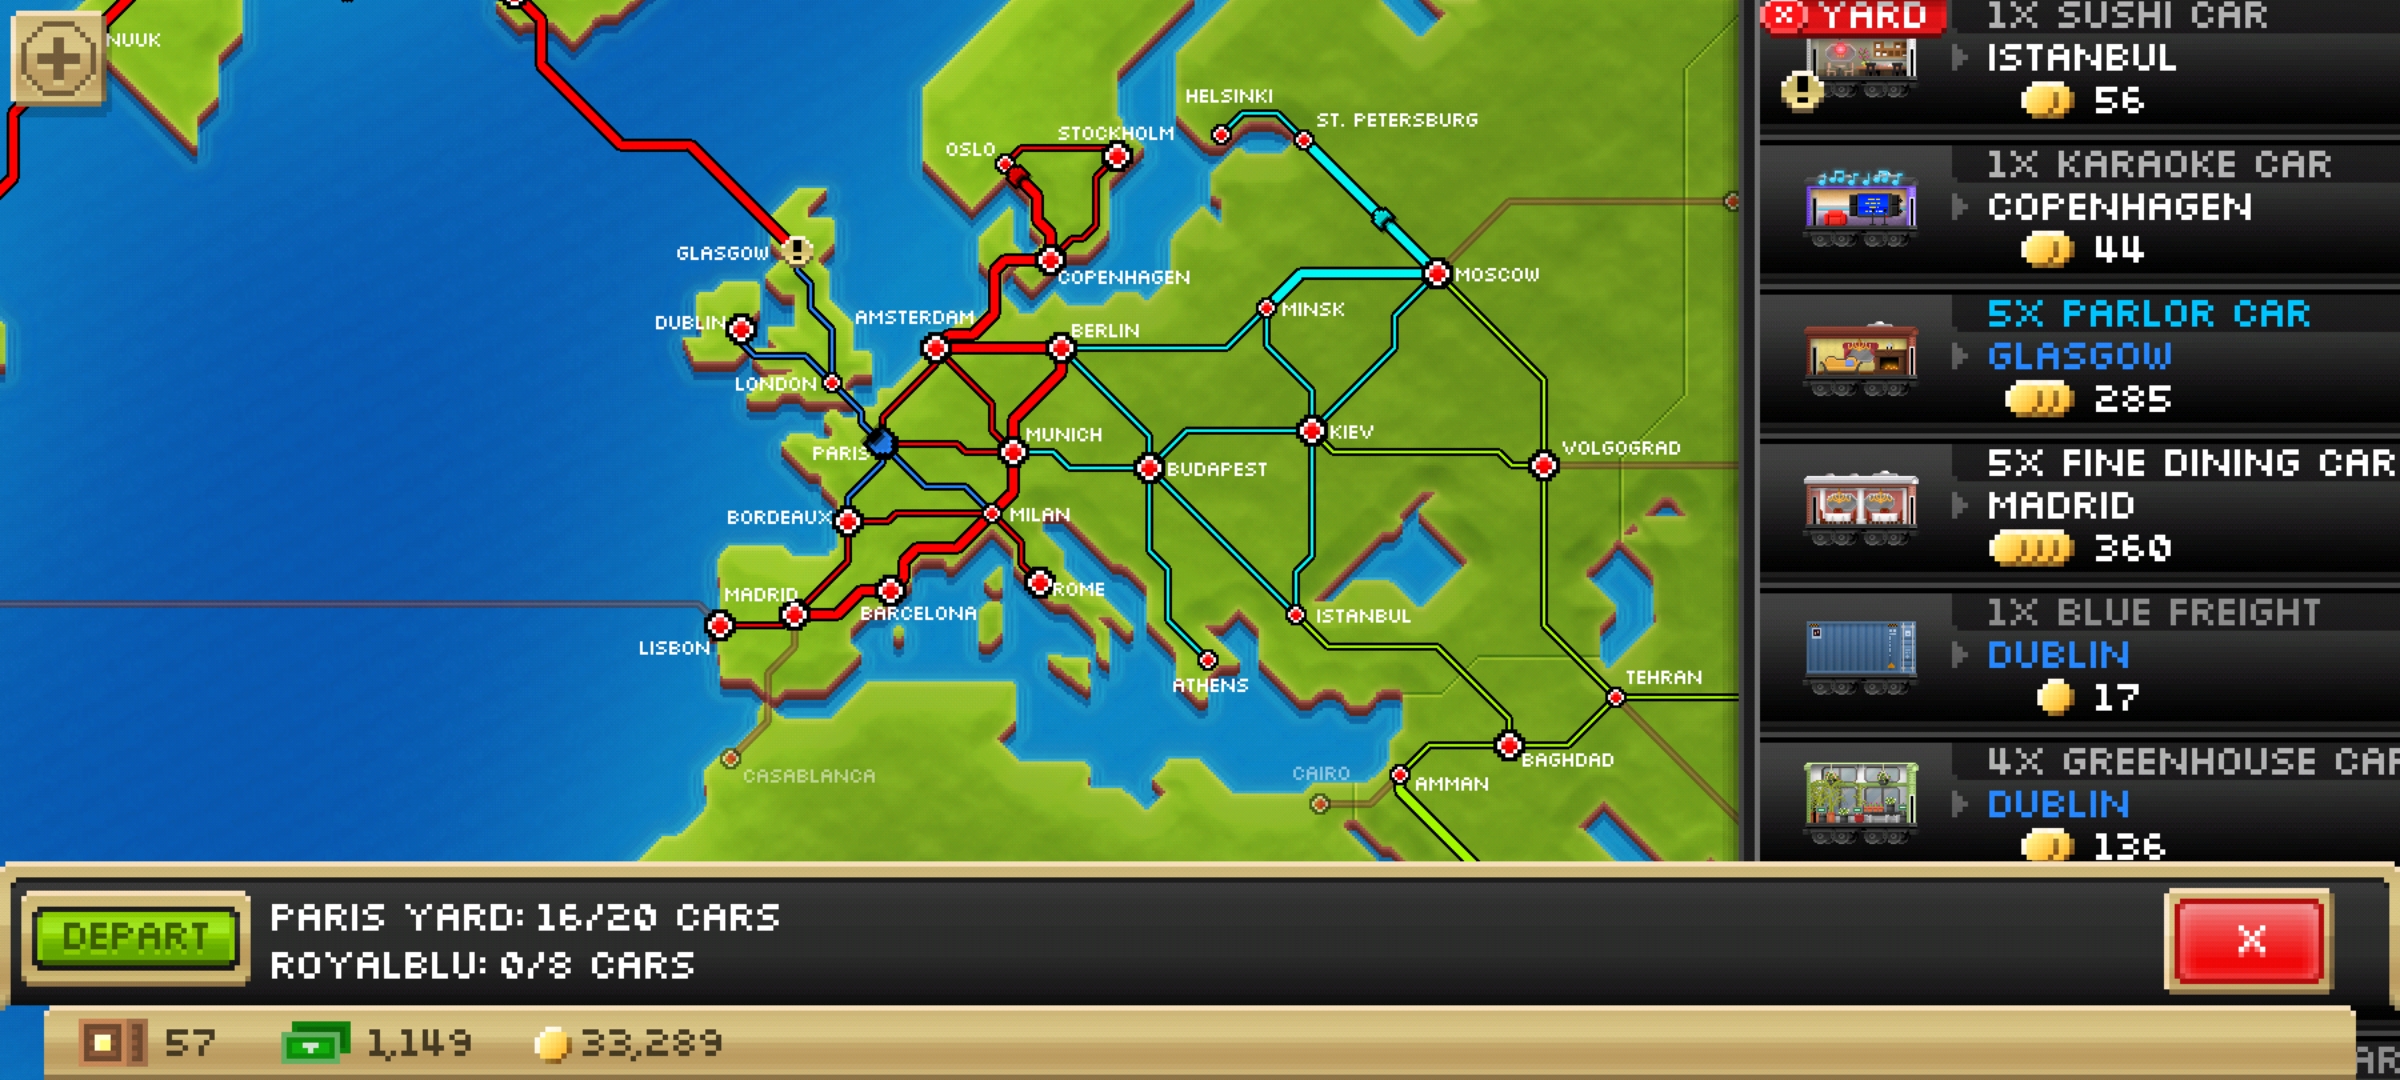 NUUK
HELSINKI
ST. PETERSBURG
STOCKHOLM
OSLO
GLASGOW
COPENHAGEN
MOSCOW
MINSK
DUBLIN
AMSTERDAM
BERLIN
LONDON
PARIS
MUNICH
KIEV
BUDAPEST
VOLGOGRAD
BORDEAUX
MILAN
MADRID
BARCELONA
ROME
ISTANBUL
LISBON
ATHENS
TEHRAN
BAGHDAD
CASABLANCA
CAIRO
AMMAN
X YARD
1X SUSHI CAR
ISTANBUL
56
1X KARAOKE CAR
COPENHAGEN
44
5X PARLOR CAR
GLASGOW
285
5X FINE DINING CAR
MADRID
360
1X BLUE FREIGHT
DUBLIN
17
4X GREENHOUSE CAR
DUBLIN
136
DEPART
PARIS YARD: 16/20 CARS
ROYALBLU: 0/8 CARS
X
57
1,149
33,289